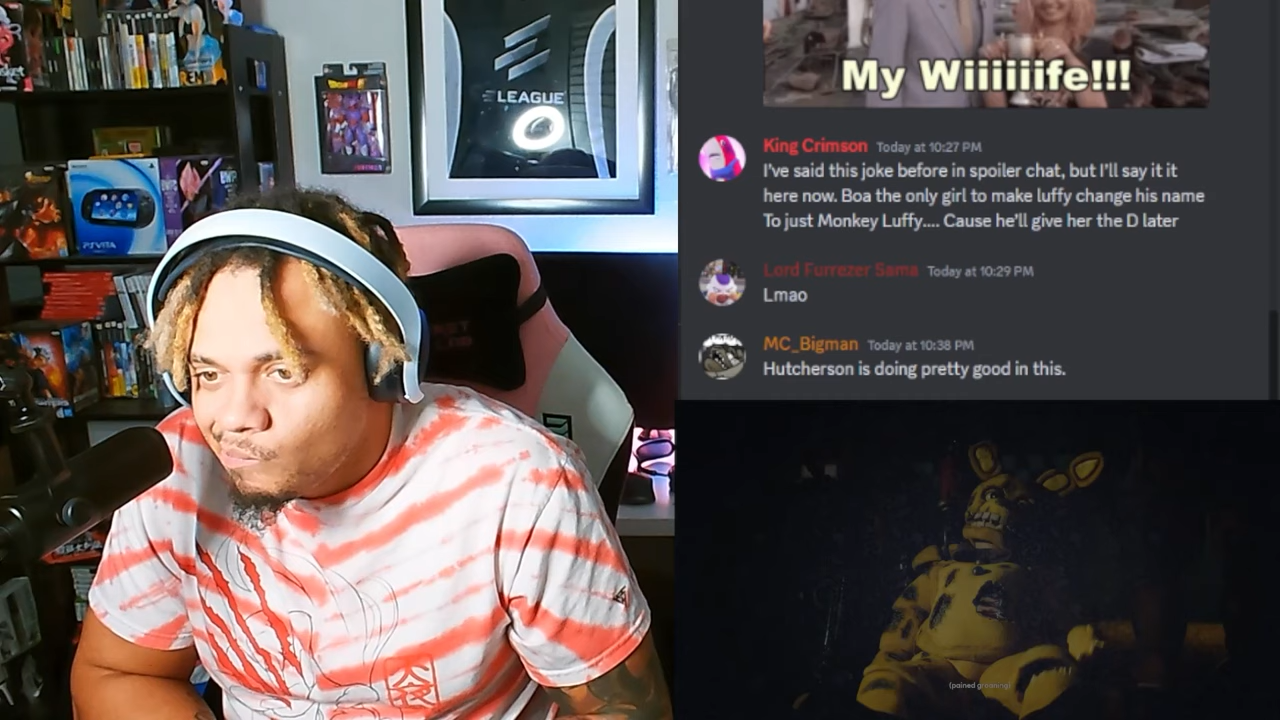 LEAGUE
PSVITA
My Wiiiiiife!!!
King Crimson Today at 10:27 PM
I've said this joke before in spoiler chat, but I'll say it it
here now. Boa the only girl to make luffy change his name
To just Monkey Luffy.... Cause he'll give her the D later
Lord Furrezer Sama Today at 10:29 PM
Lmao
MC_Bigman Today at 10:38 PM
Hutcherson is doing pretty good in this.
(pained groaning)